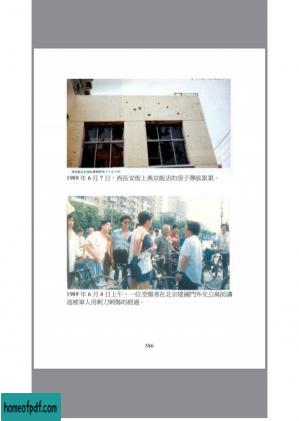 1989 年 6 月 7 日，西長安街上燕京飯店的房子彈痕累累。
1989 年 6 月 4 日上午，一位受傷者在北京建國門外交公寓前講
述被軍人用刺刀刺傷的經過。
386
homeofpdf.com